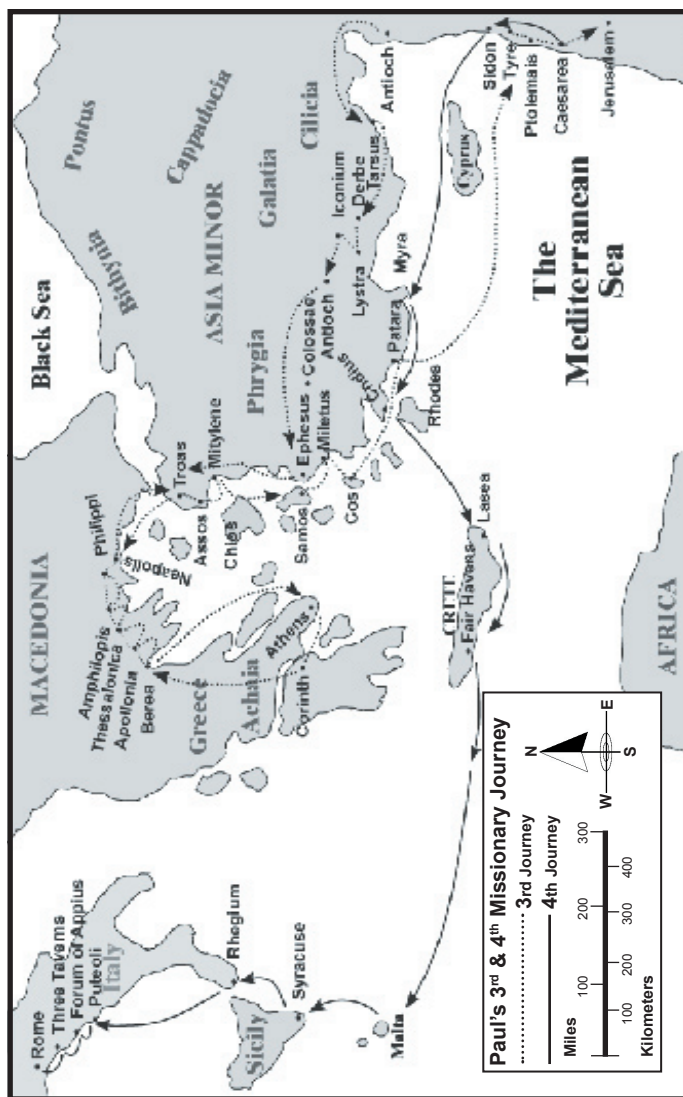 Black Sea
Pontus
Bithynia
Cappadocia
MACEDONIA
Philippi
Neapolis
Amphilopis
Thessalonica
Apollonia
Berea
Greece
Achaia
Athens
Corinth
Troas
Assos
Mitylene
Chios
Samos
Ephesus
Miletus
Cos
ASIA MINOR
Phrygia
Galatia
Cilicia
Colossae
Antioch
Iconium
Derbe
Tarsus
Lystra
Antioch
Cnidus
Patara
Myra
Rhodes
Cyprus
Sidon
Tyre
Ptolemais
Caesarea
Jerusalem
The
Mediterranean
Sea
CRETE
Fair Havens
Lasea
AFRICA
Rome
Three Taverns
Forum of Appius
Puteoli
Italy
Rhegium
Sicily
Syracuse
Malta
Paul's 3rd & 4th Missionary Journey
3rd Journey
4th Journey
N
W E
S
Miles
100 200 300
100 200 300 400
Kilometers